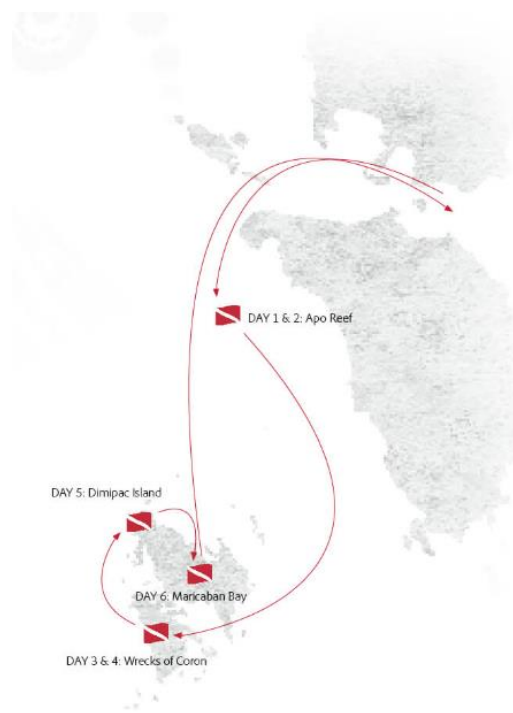 DAY 1 & 2: Apo Reef
DAY 5: Dimipac Island
DAY 6: Maricaban Bay
DAY 3 & 4: Wrecks of Coron